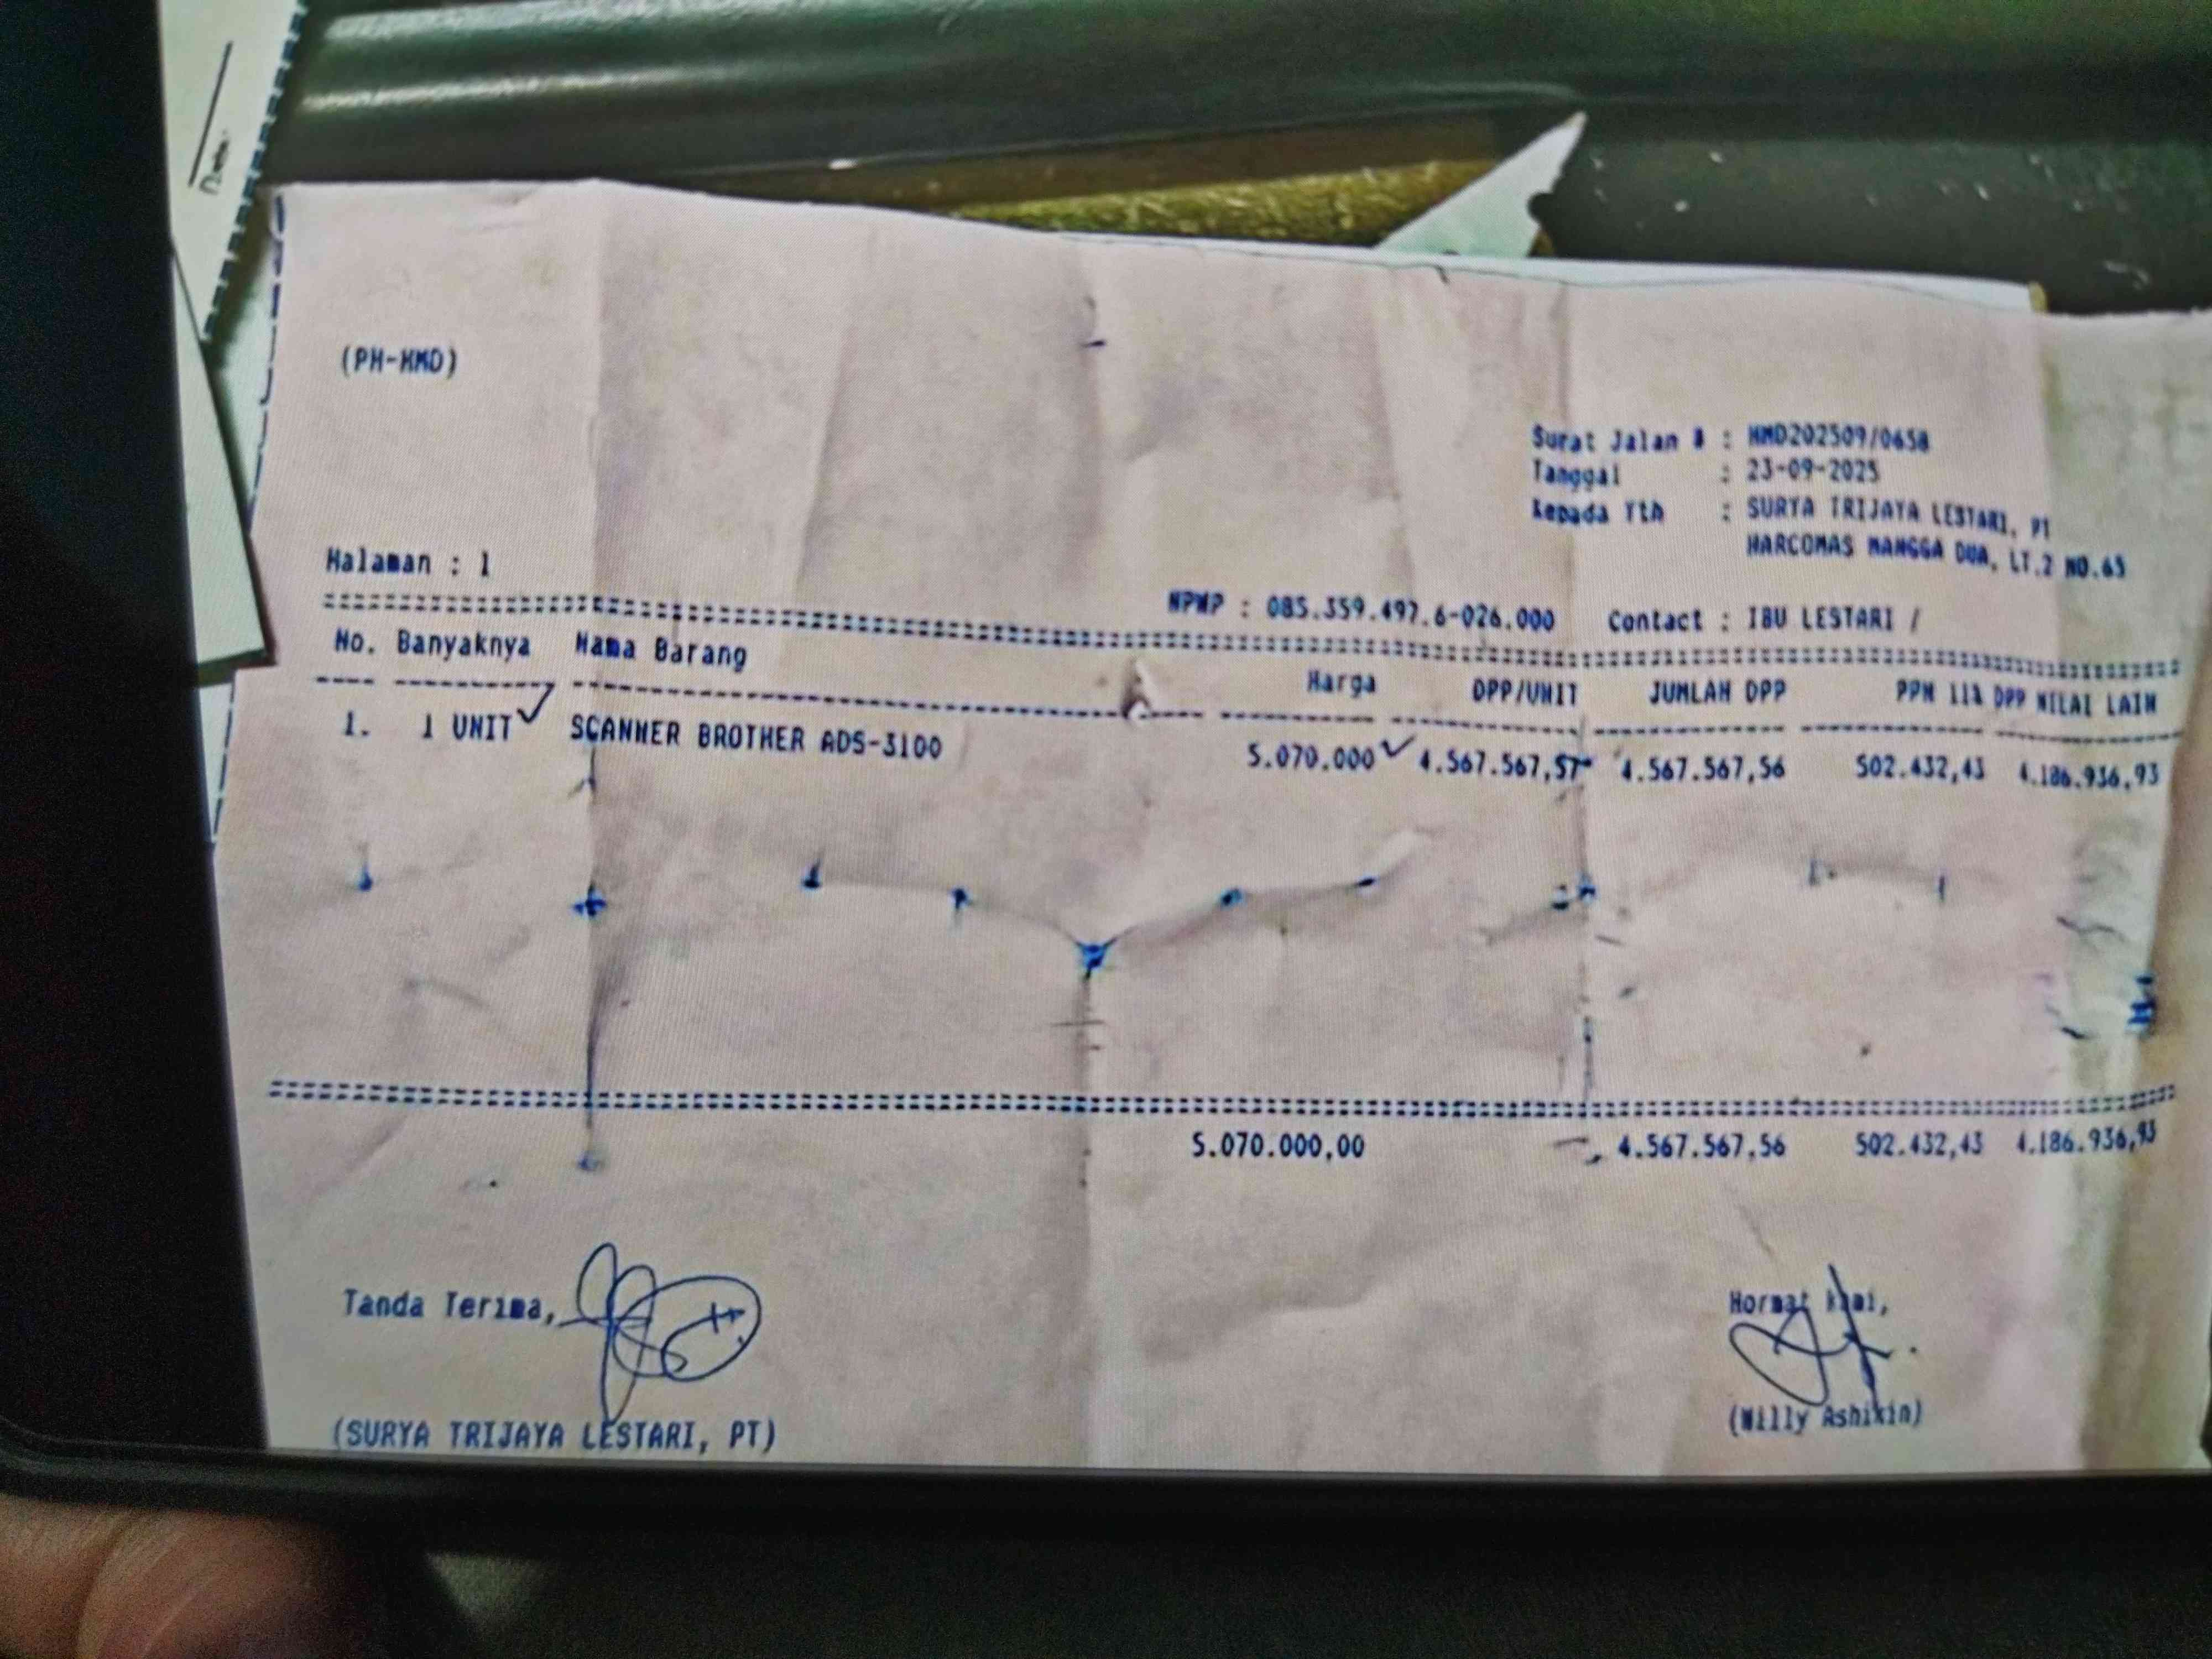 (PH-HMD)
Surat Jalan # : HMD202509/0658
Tanggal : 23-09-2025
Kepada Yth : SURYA TRIJAYA LESTARI, PT
HARCOMAS MANGGA DUA, LT.2 NO.65
Halaman : 1
NPWP : 085.359.497.6-026.000 Contact : IBU LESTARI /
No. Banyaknya Nama Barang Harga DPP/UNIT JUMLAH DPP PPN 11% DPP NILAI LAIN
1. 1 UNIT SCANNER BROTHER ADS-3100 5.070.000 4.567.567,57 4.567.567,56 502.432,43 4.186.936,93
5.070.000,00 4.567.567,56 502.432,43 4.186.936,93
Tanda Terima, Hormat kami,
(SURYA TRIJAYA LESTARI, PT) (Willy Ashikin)